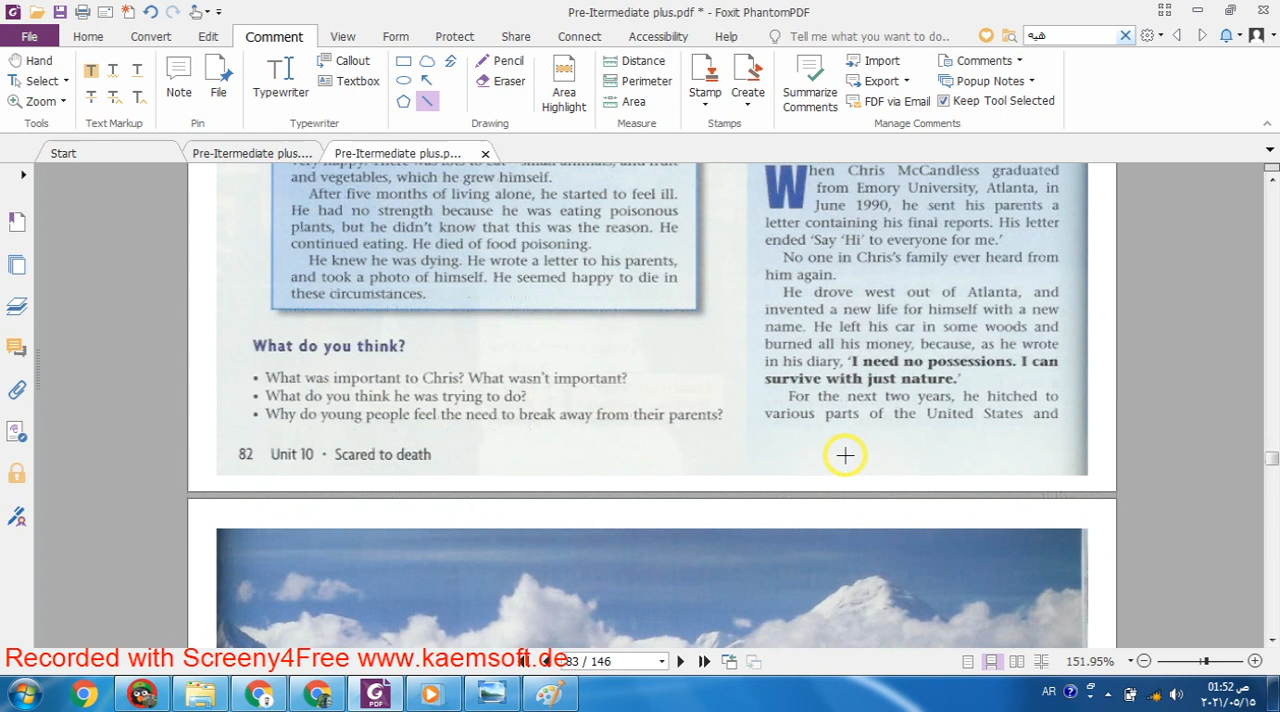 Pre-Itermediate plus.pdf * - Foxit PhantomPDF
File Home Convert Edit Comment View Form Protect Share Connect Accessibility Help Tell me what you want to do.. هيه
Hand
Select
Zoom
Tools
Text Markup
Note
File
Pin
Typewriter
Callout
Textbox
Typewriter
Pencil
Eraser
Drawing
Area
Highlight
Distance
Perimeter
Area
Measure
Stamp
Create
Stamps
Summarize
Comments
Import
Export
FDF via Email
Comments
Popup Notes
Keep Tool Selected
Manage Comments
Start
Pre-Itermediate plus....
Pre-Itermediate plus.p...
and vegetables, which he grew himself.
After five months of living alone, he started to feel ill.
He had no strength because he was eating poisonous
plants, but he didn't know that this was the reason. He
continued eating. He died of food poisoning.
He knew he was dying. He wrote a letter to his parents,
and took a photo of himself. He seemed happy to die in
these circumstances.
What do you think?
• What was important to Chris? What wasn't important?
• What do you think he was trying to do?
• Why do young people feel the need to break away from their parents?
82 Unit 10 · Scared to death
When Chris McCandless graduated
from Emory University, Atlanta, in
June 1990, he sent his parents a
letter containing his final reports. His letter
ended 'Say 'Hi' to everyone for me.'
No one in Chris's family ever heard from
him again.
He drove west out of Atlanta, and
invented a new life for himself with a new
name. He left his car in some woods and
burned all his money, because, as he wrote
in his diary, 'I need no possessions. I can
survive with just nature.'
For the next two years, he hitched to
various parts of the United States and
Recorded with Screeny4Free www.kaemsoft.de
83 / 146
151.95%
PDF
AR
01:52 ص
٢٠٢١/٠٥/١٥